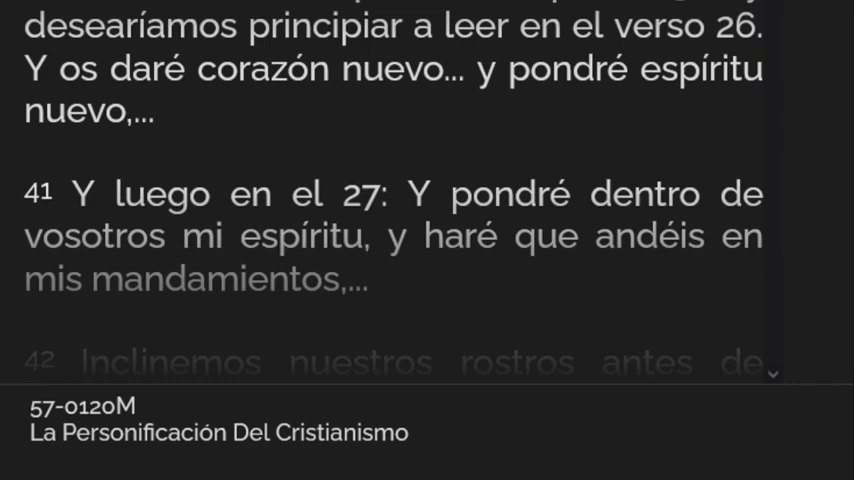 desearíamos principiar a leer en el verso 26.
Y os daré corazón nuevo... y pondré espíritu
nuevo,...
41 Y luego en el 27: Y pondré dentro de
vosotros mi espíritu, y haré que andéis en
mis mandamientos,...
42 Inclinemos nuestros rostros antes de
57-0120M
La Personificación Del Cristianismo